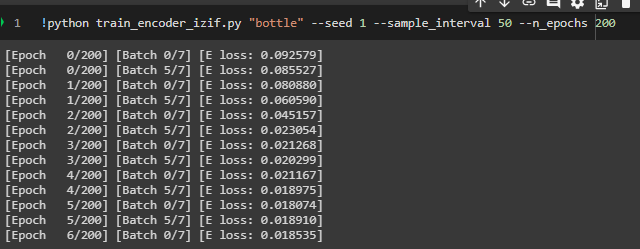 1 !python train_encoder_izif.py "bottle" --seed 1 --sample_interval 50 --n_epochs 200
[Epoch 0/200] [Batch 0/7] [E loss: 0.092579]
[Epoch 0/200] [Batch 5/7] [E loss: 0.085527]
[Epoch 1/200] [Batch 0/7] [E loss: 0.080880]
[Epoch 1/200] [Batch 5/7] [E loss: 0.060590]
[Epoch 2/200] [Batch 0/7] [E loss: 0.045157]
[Epoch 2/200] [Batch 5/7] [E loss: 0.023054]
[Epoch 3/200] [Batch 0/7] [E loss: 0.021268]
[Epoch 3/200] [Batch 5/7] [E loss: 0.020299]
[Epoch 4/200] [Batch 0/7] [E loss: 0.021167]
[Epoch 4/200] [Batch 5/7] [E loss: 0.018975]
[Epoch 5/200] [Batch 0/7] [E loss: 0.018074]
[Epoch 5/200] [Batch 5/7] [E loss: 0.018910]
[Epoch 6/200] [Batch 0/7] [E loss: 0.018535]